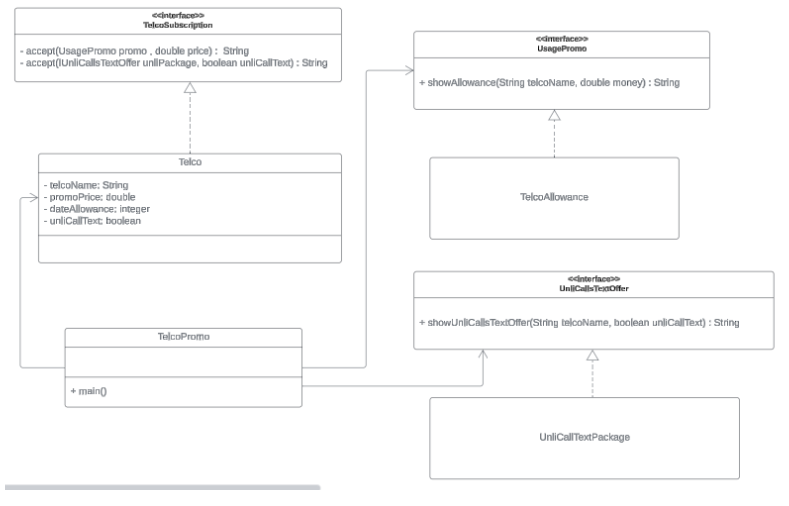 <<interface>>
TelcoSubscription
- accept(UsagePromo promo , double price) : String
- accept(IUnliCallsTextOffer unliPackage, boolean unliCallText) : String
<<interface>>
UsagePromo
+ showAllowance(String telcoName, double money) : String
Telco
- telcoName: String
- promoPrice: double
- dateAllowance: integer
- unliCallText: boolean
TelcoAllowance
<<interface>>
UnliCallsTextOffer
+ showUnliCallsTextOffer(String telcoName, boolean unliCallText) : String
TelcoPromo
+ main()
UnliCallTextPackage